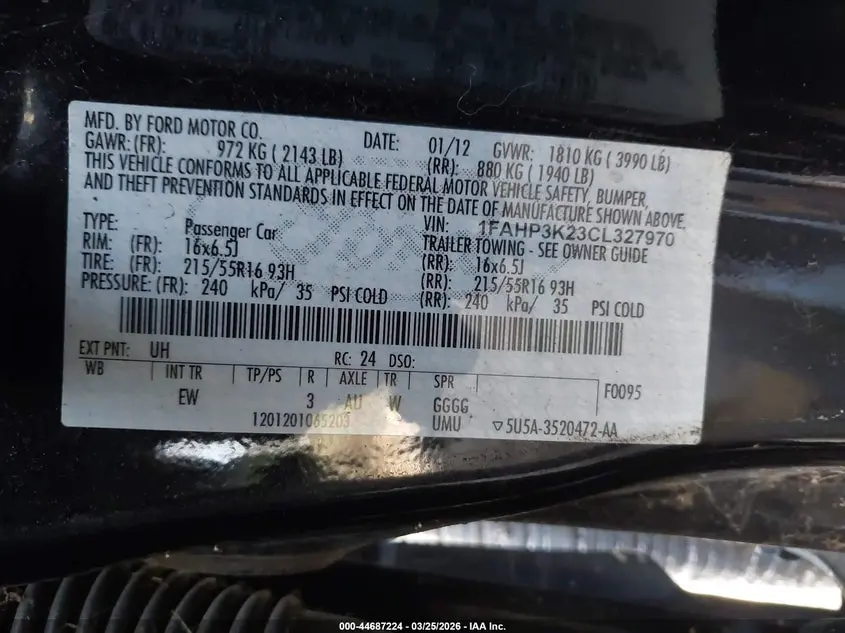 MFD. BY FORD MOTOR CO. DATE: 01/12 GVWR: 1810 KG ( 3990 LB)
GAWR: (FR): 972 KG ( 2143 LB) (RR): 880 KG ( 1940 LB)
THIS VEHICLE CONFORMS TO ALL APPLICABLE FEDERAL MOTOR VEHICLE SAFETY, BUMPER,
AND THEFT PREVENTION STANDARDS IN EFFECT ON THE DATE OF MANUFACTURE SHOWN ABOVE.
VIN: 1FAHP3K23CL327970
TYPE: Passenger Car TRAILER TOWING - SEE OWNER GUIDE
RIM: (FR): 16x6.5J (RR): 16x6.5J
TIRE: (FR): 215/55R16 93H (RR): 215/55R16 93H
PRESSURE: (FR): 240 kPa/ 35 PSI COLD (RR): 240 kPa/ 35 PSI COLD
EXT PNT: UH RC: 24 DSO:
WB INT TR TP/PS R AXLE TR SPR F0095
EW 3 AU W GGGG
1201201065203 UMU ▽5U5A-3520472-AA
000-44687224 - 03/25/2026 - IAA Inc.